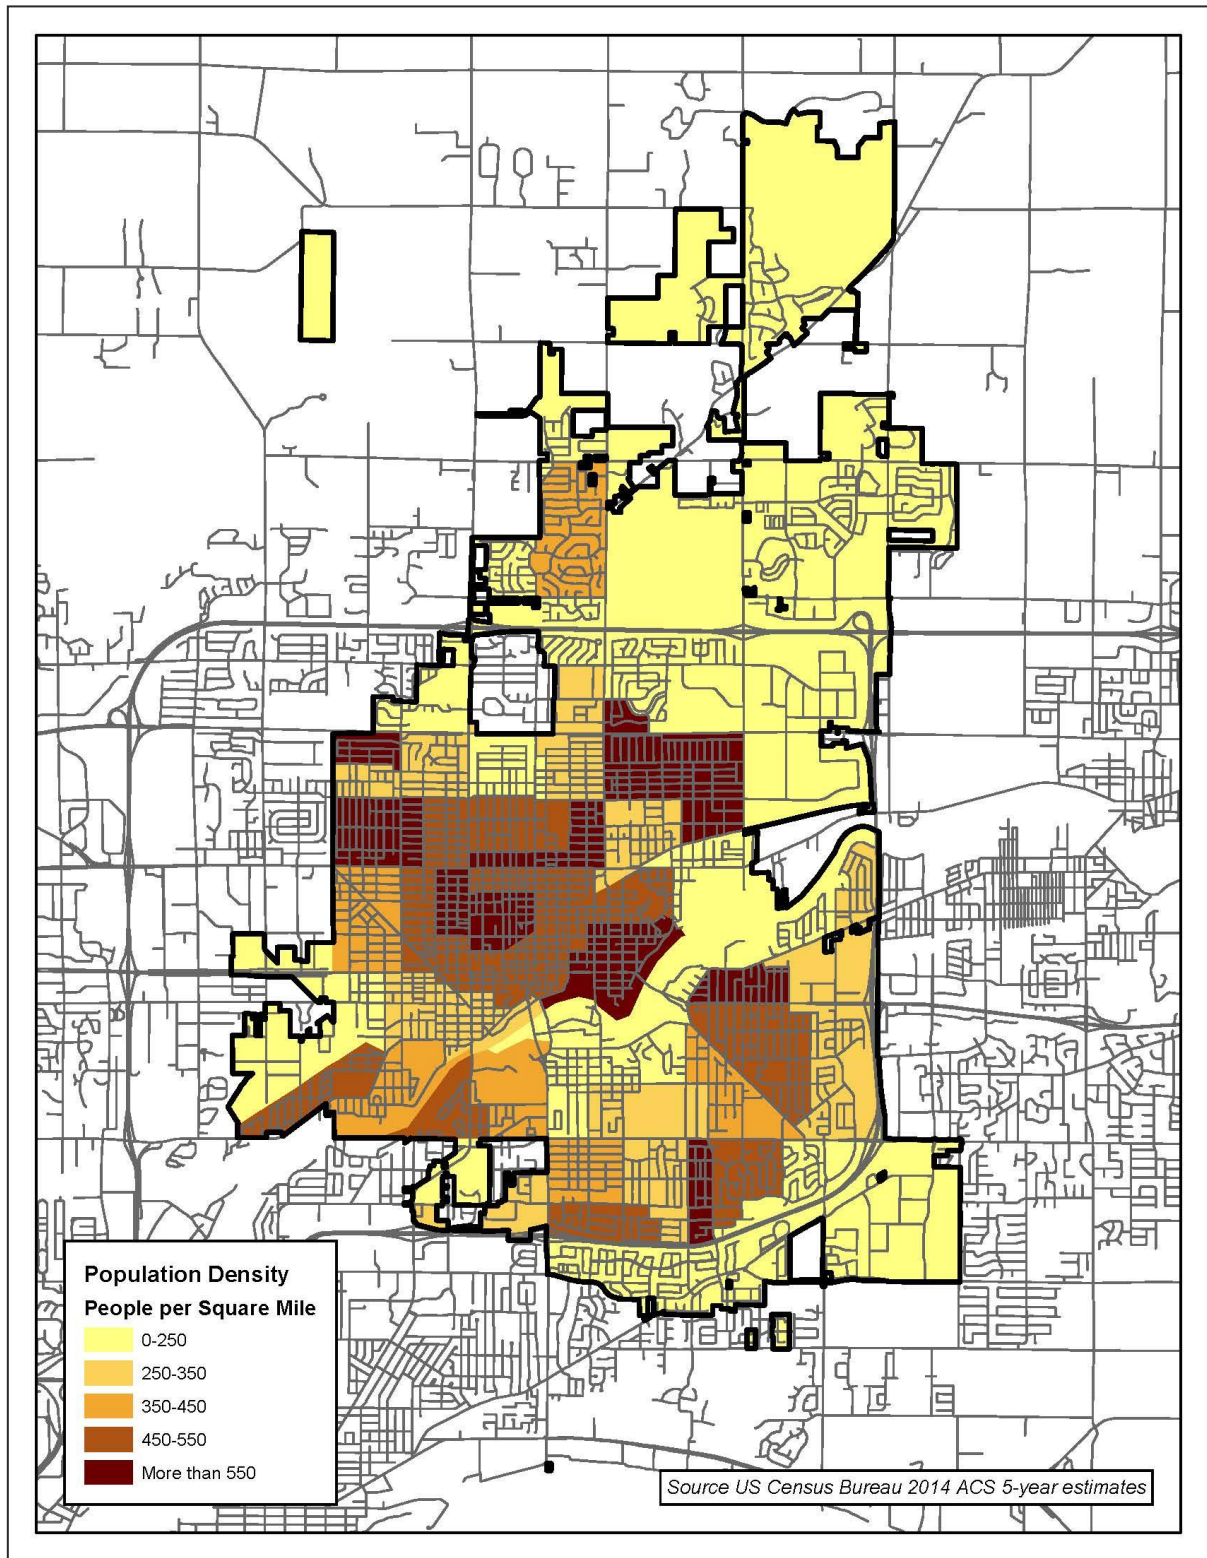 Population Density
People per Square Mile
0-250
250-350
350-450
450-550
More than 550
Source US Census Bureau 2014 ACS 5-year estimates